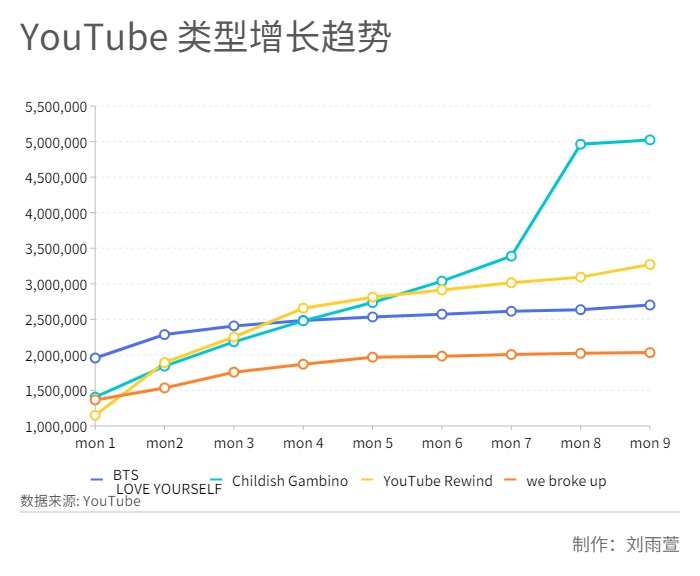 YouTube 类型增长趋势
5,500,000
5,000,000
4,500,000
4,000,000
3,500,000
3,000,000
2,500,000
2,000,000
1,500,000
1,000,000
mon 1 mon2 mon 3 mon 4 mon 5 mon 6 mon 7 mon 8 mon 9
BTS
LOVE YOURSELF Childish Gambino YouTube Rewind we broke up
数据来源: YouTube
制作：刘雨萱